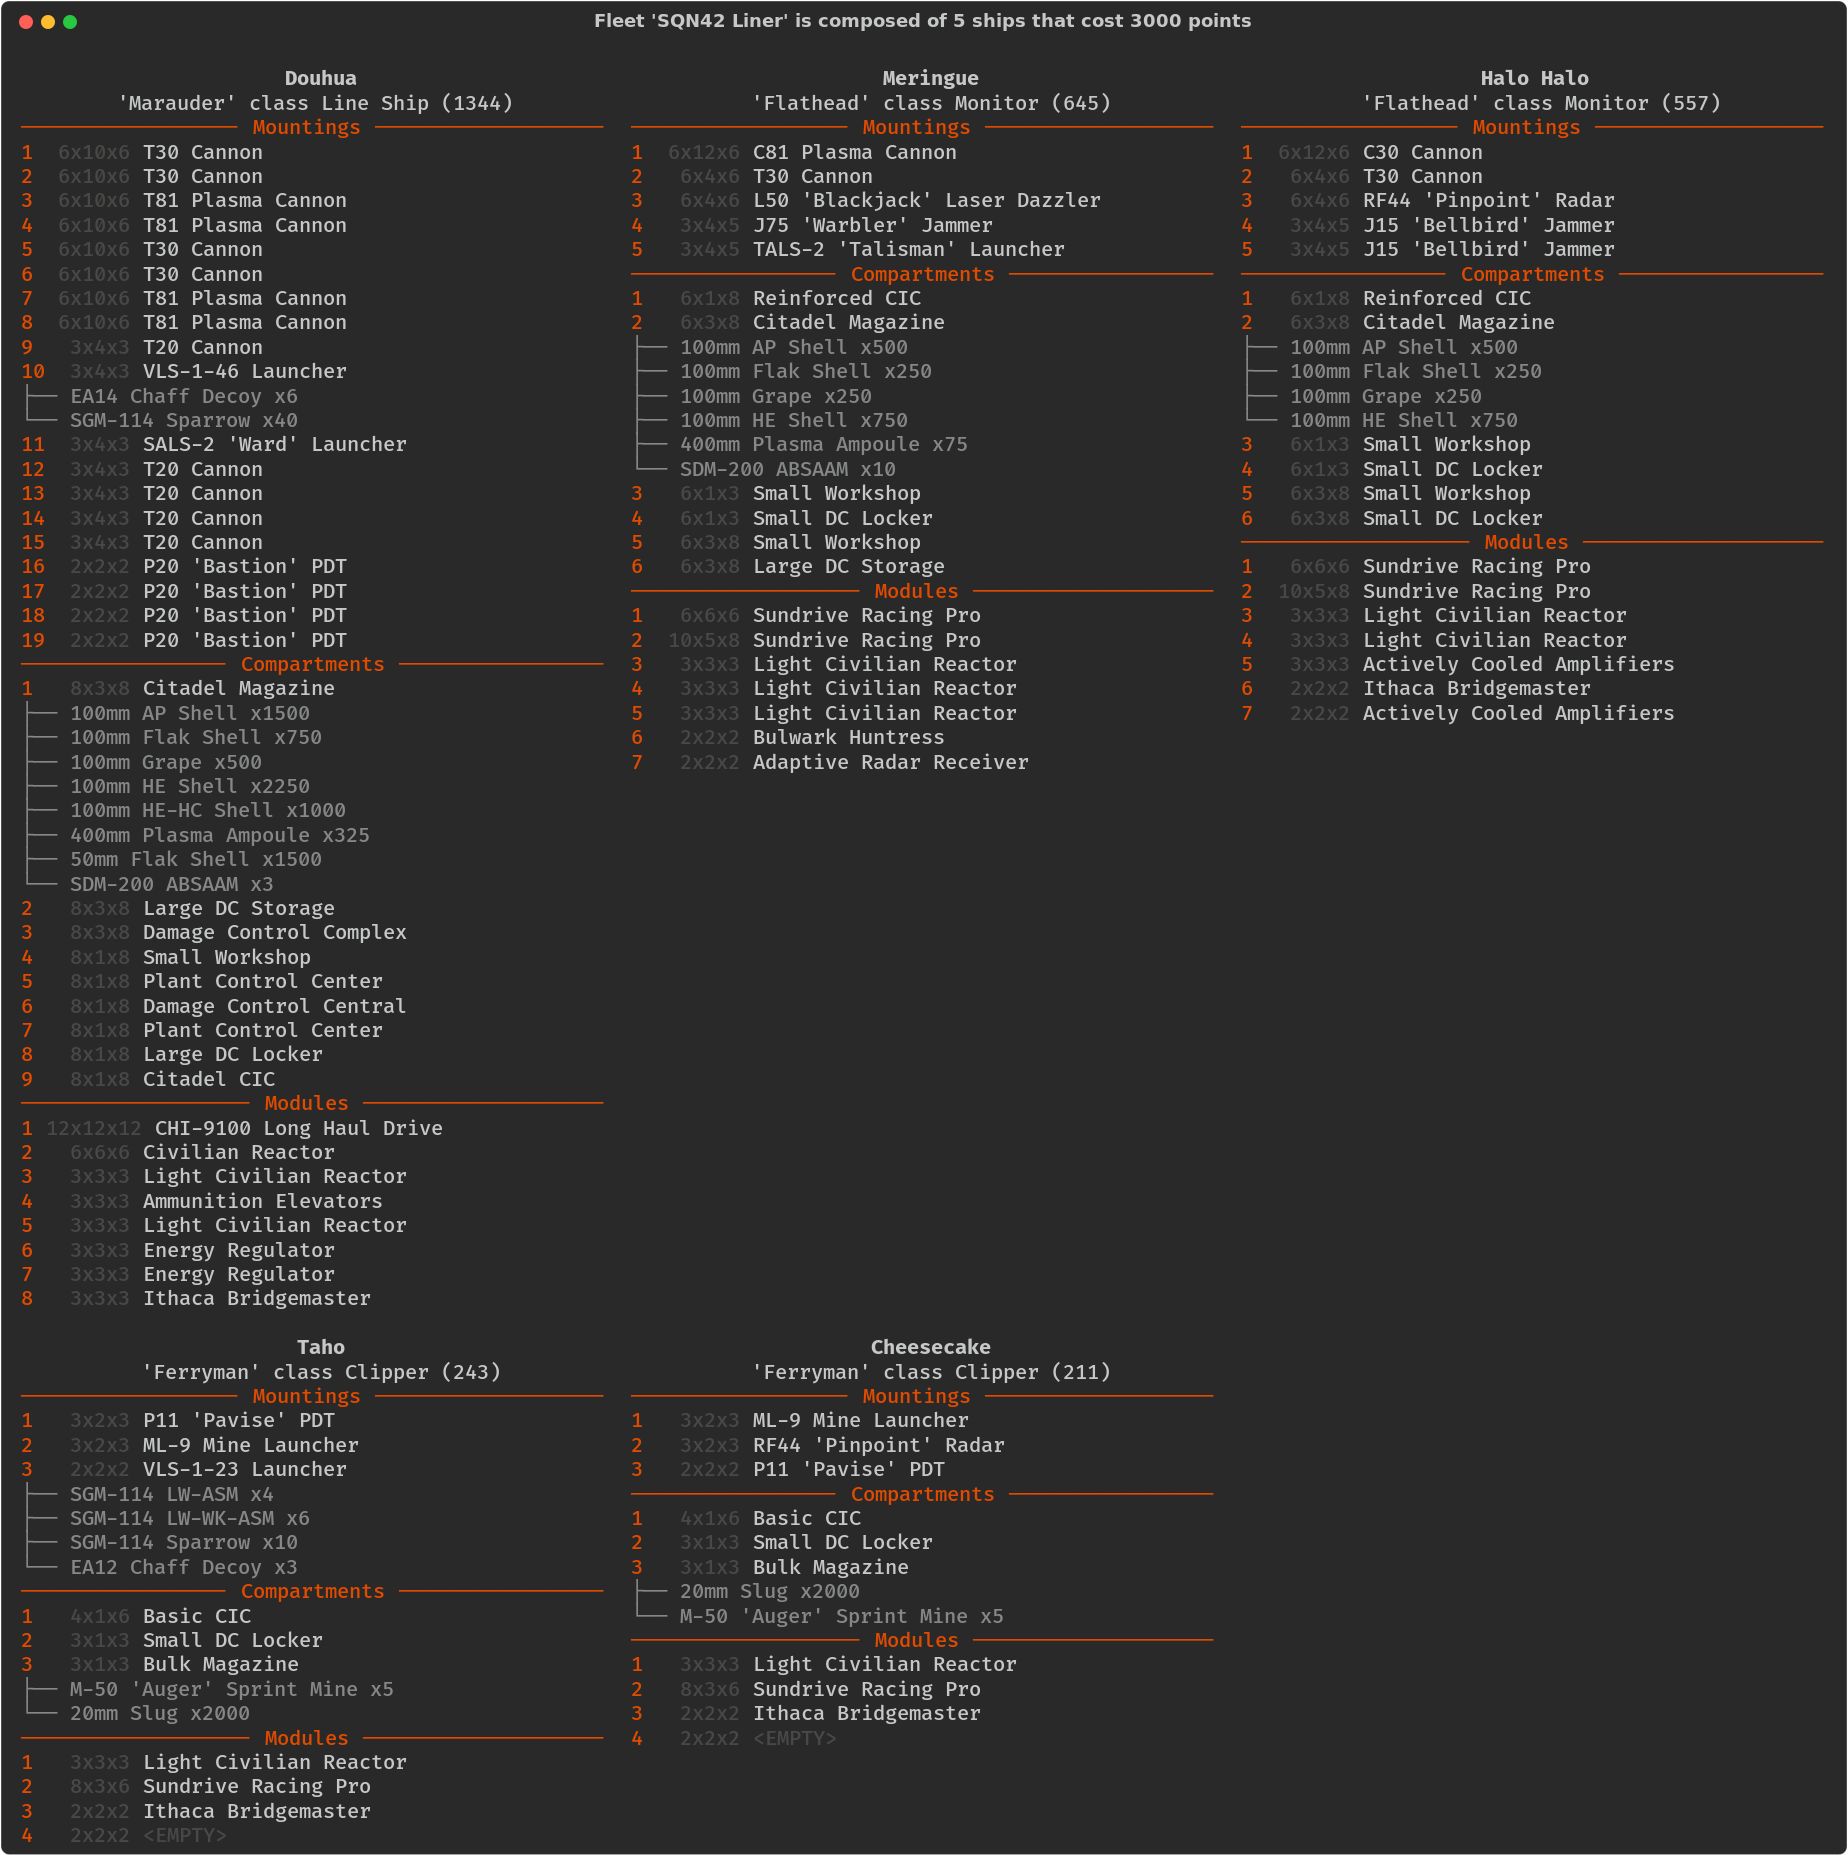 Fleet 'SQN42 Liner' is composed of 5 ships that cost 3000 points
Douhua
'Marauder' class Line Ship (1344)
Mountings
1 6x10x6 T30 Cannon
2 6x10x6 T30 Cannon
3 6x10x6 T81 Plasma Cannon
4 6x10x6 T81 Plasma Cannon
5 6x10x6 T30 Cannon
6 6x10x6 T30 Cannon
7 6x10x6 T81 Plasma Cannon
8 6x10x6 T81 Plasma Cannon
9 3x4x3 T20 Cannon
10 3x4x3 VLS-1-46 Launcher
EA14 Chaff Decoy x6
SGM-114 Sparrow x40
11 3x4x3 SALS-2 'Ward' Launcher
12 3x4x3 T20 Cannon
13 3x4x3 T20 Cannon
14 3x4x3 T20 Cannon
15 3x4x3 T20 Cannon
16 2x2x2 P20 'Bastion' PDT
17 2x2x2 P20 'Bastion' PDT
18 2x2x2 P20 'Bastion' PDT
19 2x2x2 P20 'Bastion' PDT
Compartments
1 8x3x8 Citadel Magazine
100mm AP Shell x1500
100mm Flak Shell x750
100mm Grape x500
100mm HE Shell x2250
100mm HE-HC Shell x1000
400mm Plasma Ampoule x325
50mm Flak Shell x1500
SDM-200 ABSAAM x3
2 8x3x8 Large DC Storage
3 8x3x8 Damage Control Complex
4 8x1x8 Small Workshop
5 8x1x8 Plant Control Center
6 8x1x8 Damage Control Central
7 8x1x8 Plant Control Center
8 8x1x8 Large DC Locker
9 8x1x8 Citadel CIC
Modules
1 12x12x12 CHI-9100 Long Haul Drive
2 6x6x6 Civilian Reactor
3 3x3x3 Light Civilian Reactor
4 3x3x3 Ammunition Elevators
5 3x3x3 Light Civilian Reactor
6 3x3x3 Energy Regulator
7 3x3x3 Energy Regulator
8 3x3x3 Ithaca Bridgemaster
Meringue
'Flathead' class Monitor (645)
Mountings
1 6x12x6 C81 Plasma Cannon
2 6x4x6 T30 Cannon
3 6x4x6 L50 'Blackjack' Laser Dazzler
4 3x4x5 J75 'Warbler' Jammer
5 3x4x5 TALS-2 'Talisman' Launcher
Compartments
1 6x1x8 Reinforced CIC
2 6x3x8 Citadel Magazine
100mm AP Shell x500
100mm Flak Shell x250
100mm Grape x250
100mm HE Shell x750
400mm Plasma Ampoule x75
SDM-200 ABSAAM x10
3 6x1x3 Small Workshop
4 6x1x3 Small DC Locker
5 6x3x8 Small Workshop
6 6x3x8 Large DC Storage
Modules
1 6x6x6 Sundrive Racing Pro
2 10x5x8 Sundrive Racing Pro
3 3x3x3 Light Civilian Reactor
4 3x3x3 Light Civilian Reactor
5 3x3x3 Light Civilian Reactor
6 2x2x2 Bulwark Huntress
7 2x2x2 Adaptive Radar Receiver
Halo Halo
'Flathead' class Monitor (557)
Mountings
1 6x12x6 C30 Cannon
2 6x4x6 T30 Cannon
3 6x4x6 RF44 'Pinpoint' Radar
4 3x4x5 J15 'Bellbird' Jammer
5 3x4x5 J15 'Bellbird' Jammer
Compartments
1 6x1x8 Reinforced CIC
2 6x3x8 Citadel Magazine
100mm AP Shell x500
100mm Flak Shell x250
100mm Grape x250
100mm HE Shell x750
3 6x1x3 Small Workshop
4 6x1x3 Small DC Locker
5 6x3x8 Small Workshop
6 6x3x8 Small DC Locker
Modules
1 6x6x6 Sundrive Racing Pro
2 10x5x8 Sundrive Racing Pro
3 3x3x3 Light Civilian Reactor
4 3x3x3 Light Civilian Reactor
5 3x3x3 Actively Cooled Amplifiers
6 2x2x2 Ithaca Bridgemaster
7 2x2x2 Actively Cooled Amplifiers
Taho
'Ferryman' class Clipper (243)
Mountings
1 3x2x3 P11 'Pavise' PDT
2 3x2x3 ML-9 Mine Launcher
3 2x2x2 VLS-1-23 Launcher
SGM-114 LW-ASM x4
SGM-114 LW-WK-ASM x6
SGM-114 Sparrow x10
EA12 Chaff Decoy x3
Compartments
1 4x1x6 Basic CIC
2 3x1x3 Small DC Locker
3 3x1x3 Bulk Magazine
M-50 'Auger' Sprint Mine x5
20mm Slug x2000
Modules
1 3x3x3 Light Civilian Reactor
2 8x3x6 Sundrive Racing Pro
3 2x2x2 Ithaca Bridgemaster
4 2x2x2 <EMPTY>
Cheesecake
'Ferryman' class Clipper (211)
Mountings
1 3x2x3 ML-9 Mine Launcher
2 3x2x3 RF44 'Pinpoint' Radar
3 2x2x2 P11 'Pavise' PDT
Compartments
1 4x1x6 Basic CIC
2 3x1x3 Small DC Locker
3 3x1x3 Bulk Magazine
20mm Slug x2000
M-50 'Auger' Sprint Mine x5
Modules
1 3x3x3 Light Civilian Reactor
2 8x3x6 Sundrive Racing Pro
3 2x2x2 Ithaca Bridgemaster
4 2x2x2 <EMPTY>